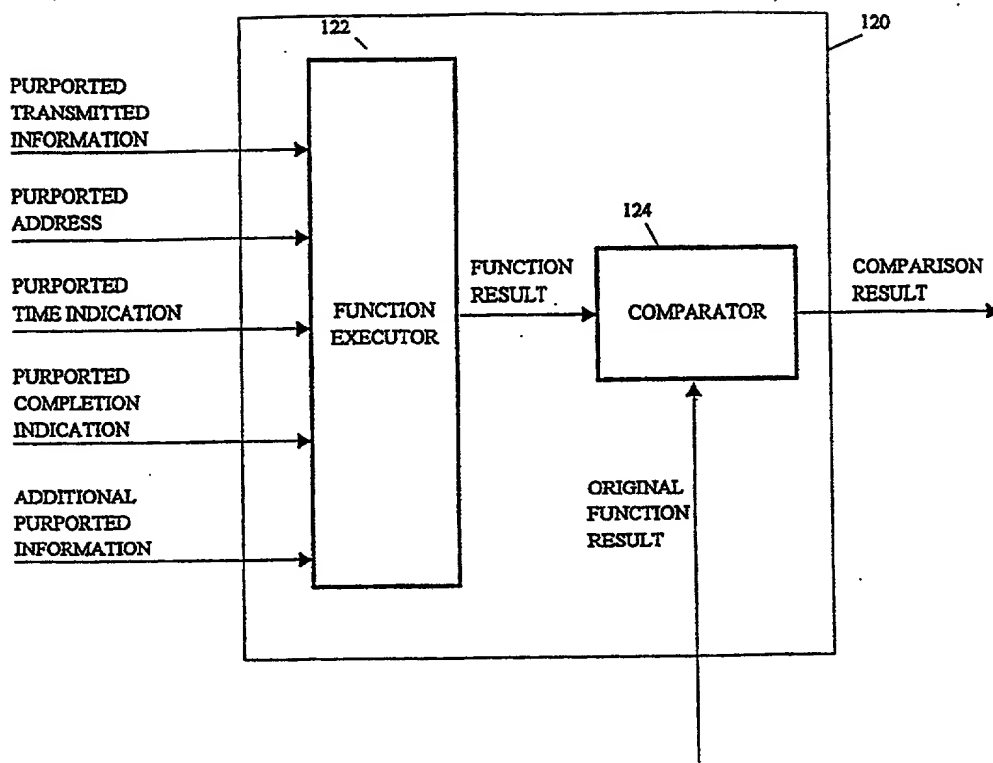 122
120
PURPORTED
TRANSMITTED
INFORMATION
PURPORTED
ADDRESS
PURPORTED
TIME INDICATION
PURPORTED
COMPLETION
INDICATION
ADDITIONAL
PURPORTED
INFORMATION
FUNCTION
EXECUTOR
FUNCTION
RESULT
124
COMPARATOR
COMPARISON
RESULT
ORIGINAL
FUNCTION
RESULT